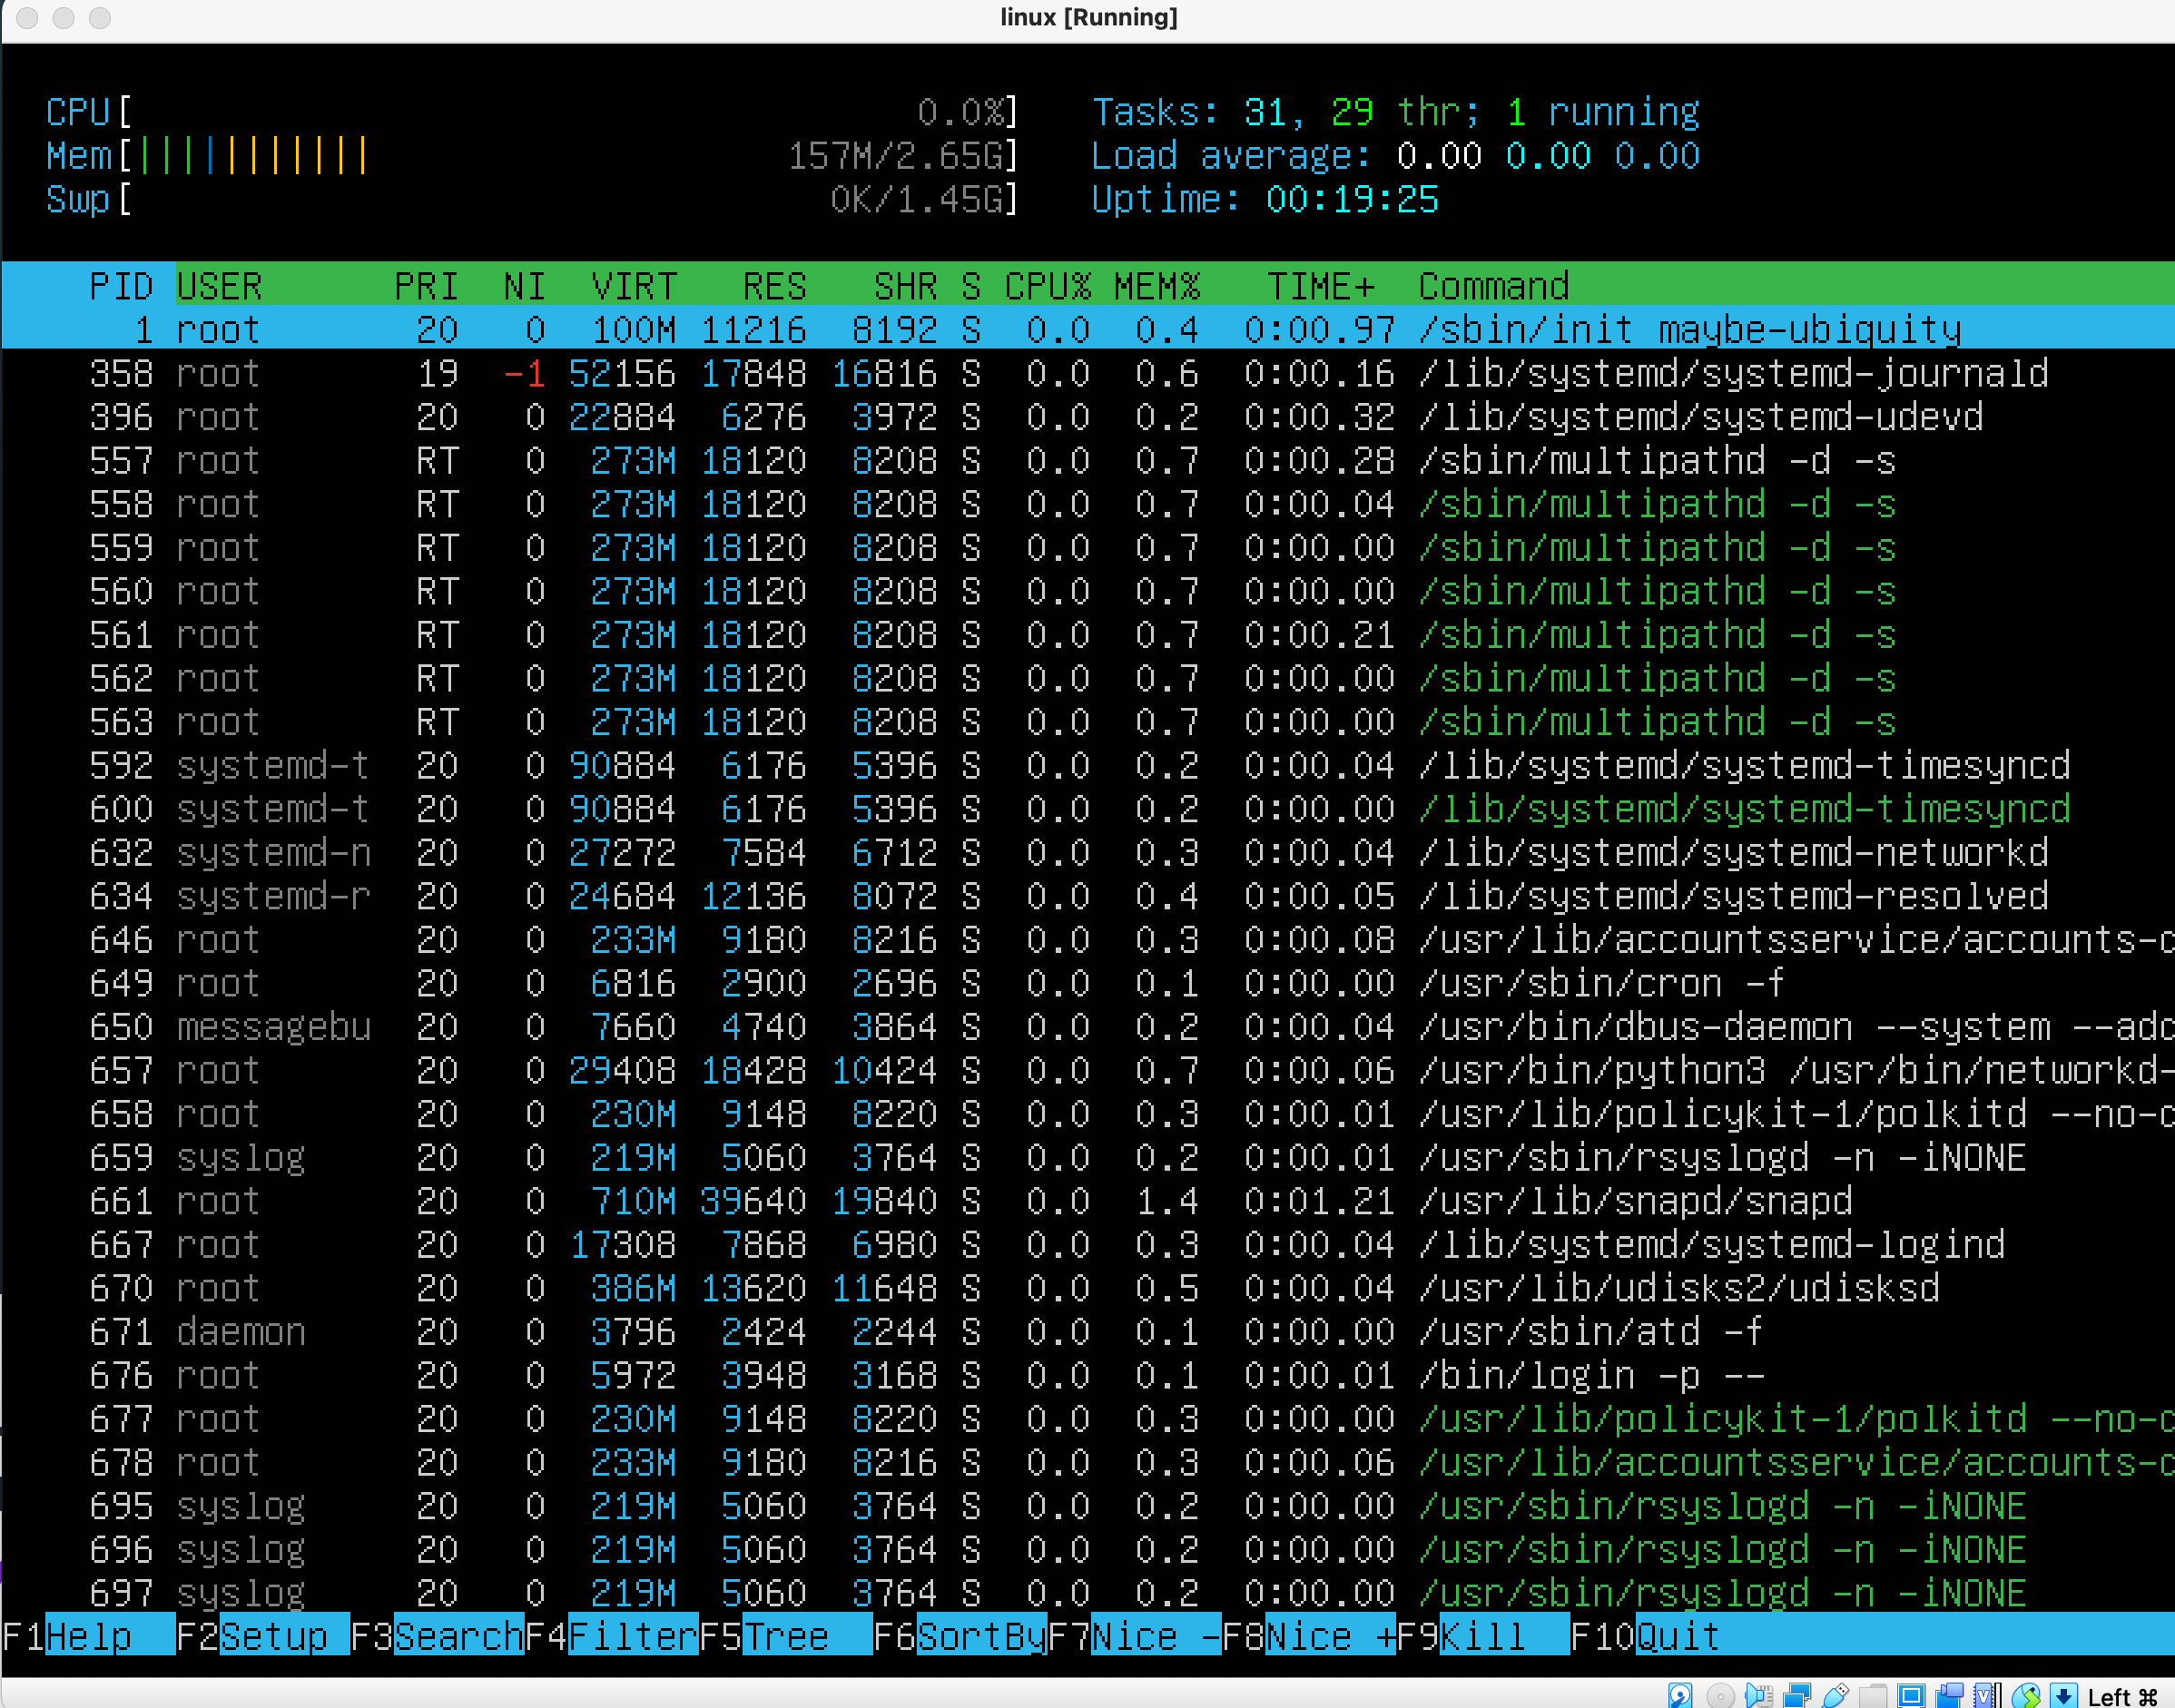 linux [Running]
CPU[ 0.0%] Tasks: 31, 29 thr; 1 running
Mem[||||||||||| 157M/2.65G] Load average: 0.00 0.00 0.00
Swp[ 0K/1.45G] Uptime: 00:19:25
PID USER PRI NI VIRT RES SHR S CPU% MEM% TIME+ Command
1 root 20 0 100M 11216 8192 S 0.0 0.4 0:00.97 /sbin/init maybe-ubiquity
358 root 19 -1 52156 17848 16816 S 0.0 0.6 0:00.16 /lib/systemd/systemd-journald
396 root 20 0 22884 6276 3972 S 0.0 0.2 0:00.32 /lib/systemd/systemd-udevd
557 root RT 0 273M 18120 8208 S 0.0 0.7 0:00.28 /sbin/multipathd -d -s
558 root RT 0 273M 18120 8208 S 0.0 0.7 0:00.04 /sbin/multipathd -d -s
559 root RT 0 273M 18120 8208 S 0.0 0.7 0:00.00 /sbin/multipathd -d -s
560 root RT 0 273M 18120 8208 S 0.0 0.7 0:00.00 /sbin/multipathd -d -s
561 root RT 0 273M 18120 8208 S 0.0 0.7 0:00.21 /sbin/multipathd -d -s
562 root RT 0 273M 18120 8208 S 0.0 0.7 0:00.00 /sbin/multipathd -d -s
563 root RT 0 273M 18120 8208 S 0.0 0.7 0:00.00 /sbin/multipathd -d -s
592 systemd-t 20 0 90884 6176 5396 S 0.0 0.2 0:00.04 /lib/systemd/systemd-timesyncd
600 systemd-t 20 0 90884 6176 5396 S 0.0 0.2 0:00.00 /lib/systemd/systemd-timesyncd
632 systemd-n 20 0 27272 7584 6712 S 0.0 0.3 0:00.04 /lib/systemd/systemd-networkd
634 systemd-r 20 0 24684 12136 8072 S 0.0 0.4 0:00.05 /lib/systemd/systemd-resolved
646 root 20 0 233M 9180 8216 S 0.0 0.3 0:00.08 /usr/lib/accountsservice/accounts-d
649 root 20 0 6816 2900 2696 S 0.0 0.1 0:00.00 /usr/sbin/cron -f
650 messagebu 20 0 7660 4740 3864 S 0.0 0.2 0:00.04 /usr/bin/dbus-daemon --system --add
657 root 20 0 29408 18428 10424 S 0.0 0.7 0:00.06 /usr/bin/python3 /usr/bin/networkd-
658 root 20 0 230M 9148 8220 S 0.0 0.3 0:00.01 /usr/lib/policykit-1/polkitd --no-d
659 syslog 20 0 219M 5060 3764 S 0.0 0.2 0:00.01 /usr/sbin/rsyslogd -n -iNONE
661 root 20 0 710M 39640 19840 S 0.0 1.4 0:01.21 /usr/lib/snapd/snapd
667 root 20 0 17308 7868 6980 S 0.0 0.3 0:00.04 /lib/systemd/systemd-logind
670 root 20 0 386M 13620 11648 S 0.0 0.5 0:00.04 /usr/lib/udisks2/udisksd
671 daemon 20 0 3796 2424 2244 S 0.0 0.1 0:00.00 /usr/sbin/atd -f
676 root 20 0 5972 3948 3168 S 0.0 0.1 0:00.01 /bin/login -p --
677 root 20 0 230M 9148 8220 S 0.0 0.3 0:00.00 /usr/lib/policykit-1/polkitd --no-d
678 root 20 0 233M 9180 8216 S 0.0 0.3 0:00.06 /usr/lib/accountsservice/accounts-d
695 syslog 20 0 219M 5060 3764 S 0.0 0.2 0:00.00 /usr/sbin/rsyslogd -n -iNONE
696 syslog 20 0 219M 5060 3764 S 0.0 0.2 0:00.00 /usr/sbin/rsyslogd -n -iNONE
697 syslog 20 0 219M 5060 3764 S 0.0 0.2 0:00.00 /usr/sbin/rsyslogd -n -iNONE
F1Help F2Setup F3SearchF4FilterF5Tree F6SortByF7Nice -F8Nice +F9Kill F10Quit
Left ⌘